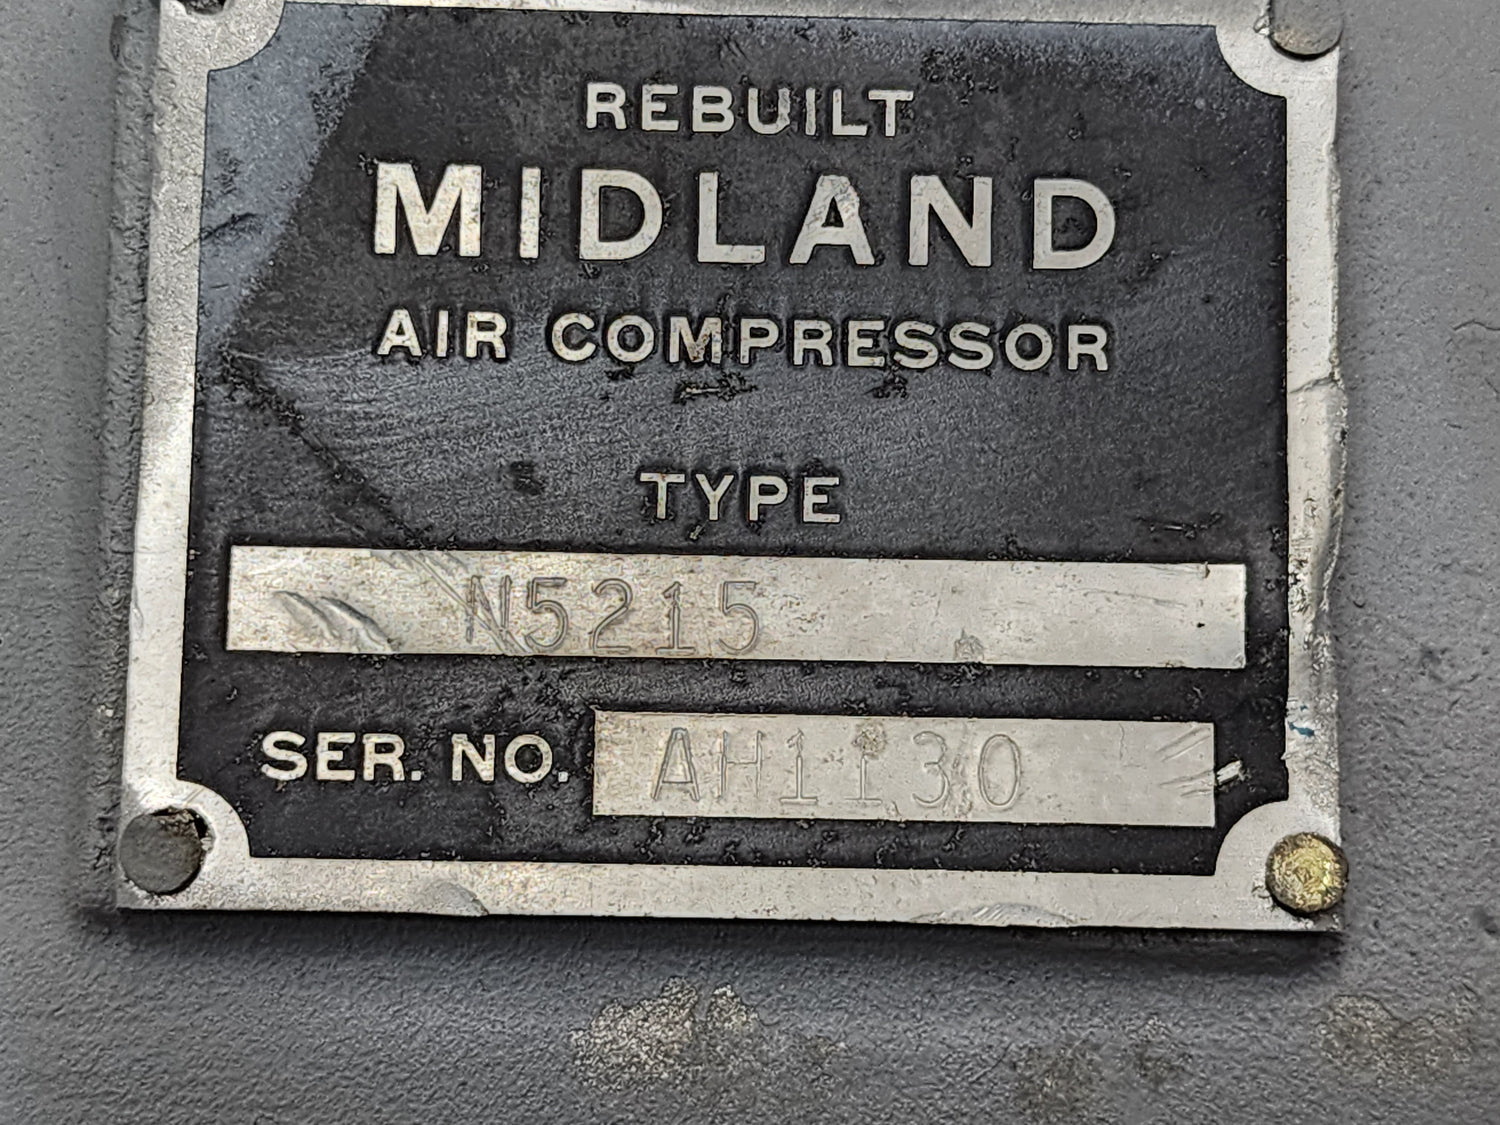 REBUILT
MIDLAND
AIR COMPRESSOR
TYPE
N5215
SER. NO. AH1130